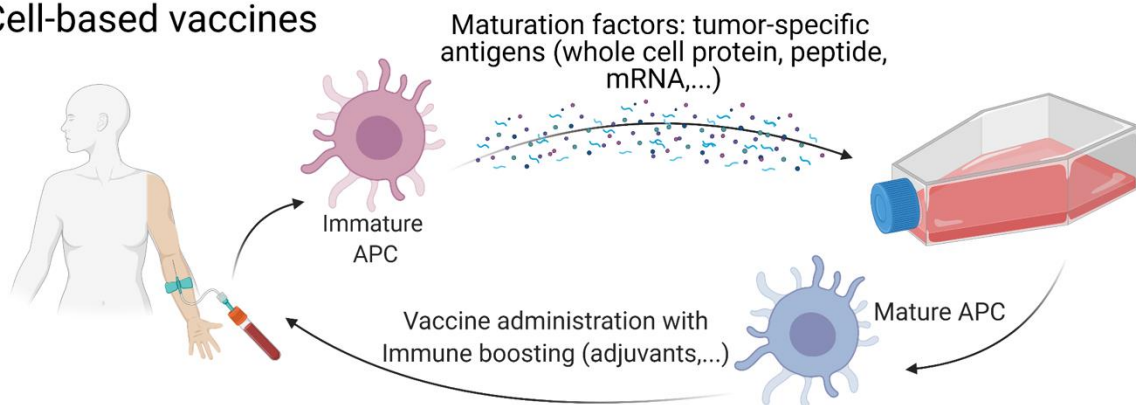 Cell-based vaccines
Maturation factors: tumor-specific
antigens (whole cell protein, peptide,
mRNA,...)
Immature
APC
Mature APC
Vaccine administration with
Immune boosting (adjuvants,...)